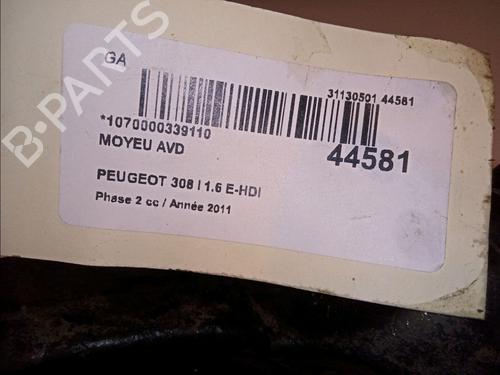 B-PARTS
GA
31130501 44581
*1070000339110
44581
MOYEU AVD
PEUGEOT 308 I 1.6 E-HDI
Phase 2 cc / Année 2011